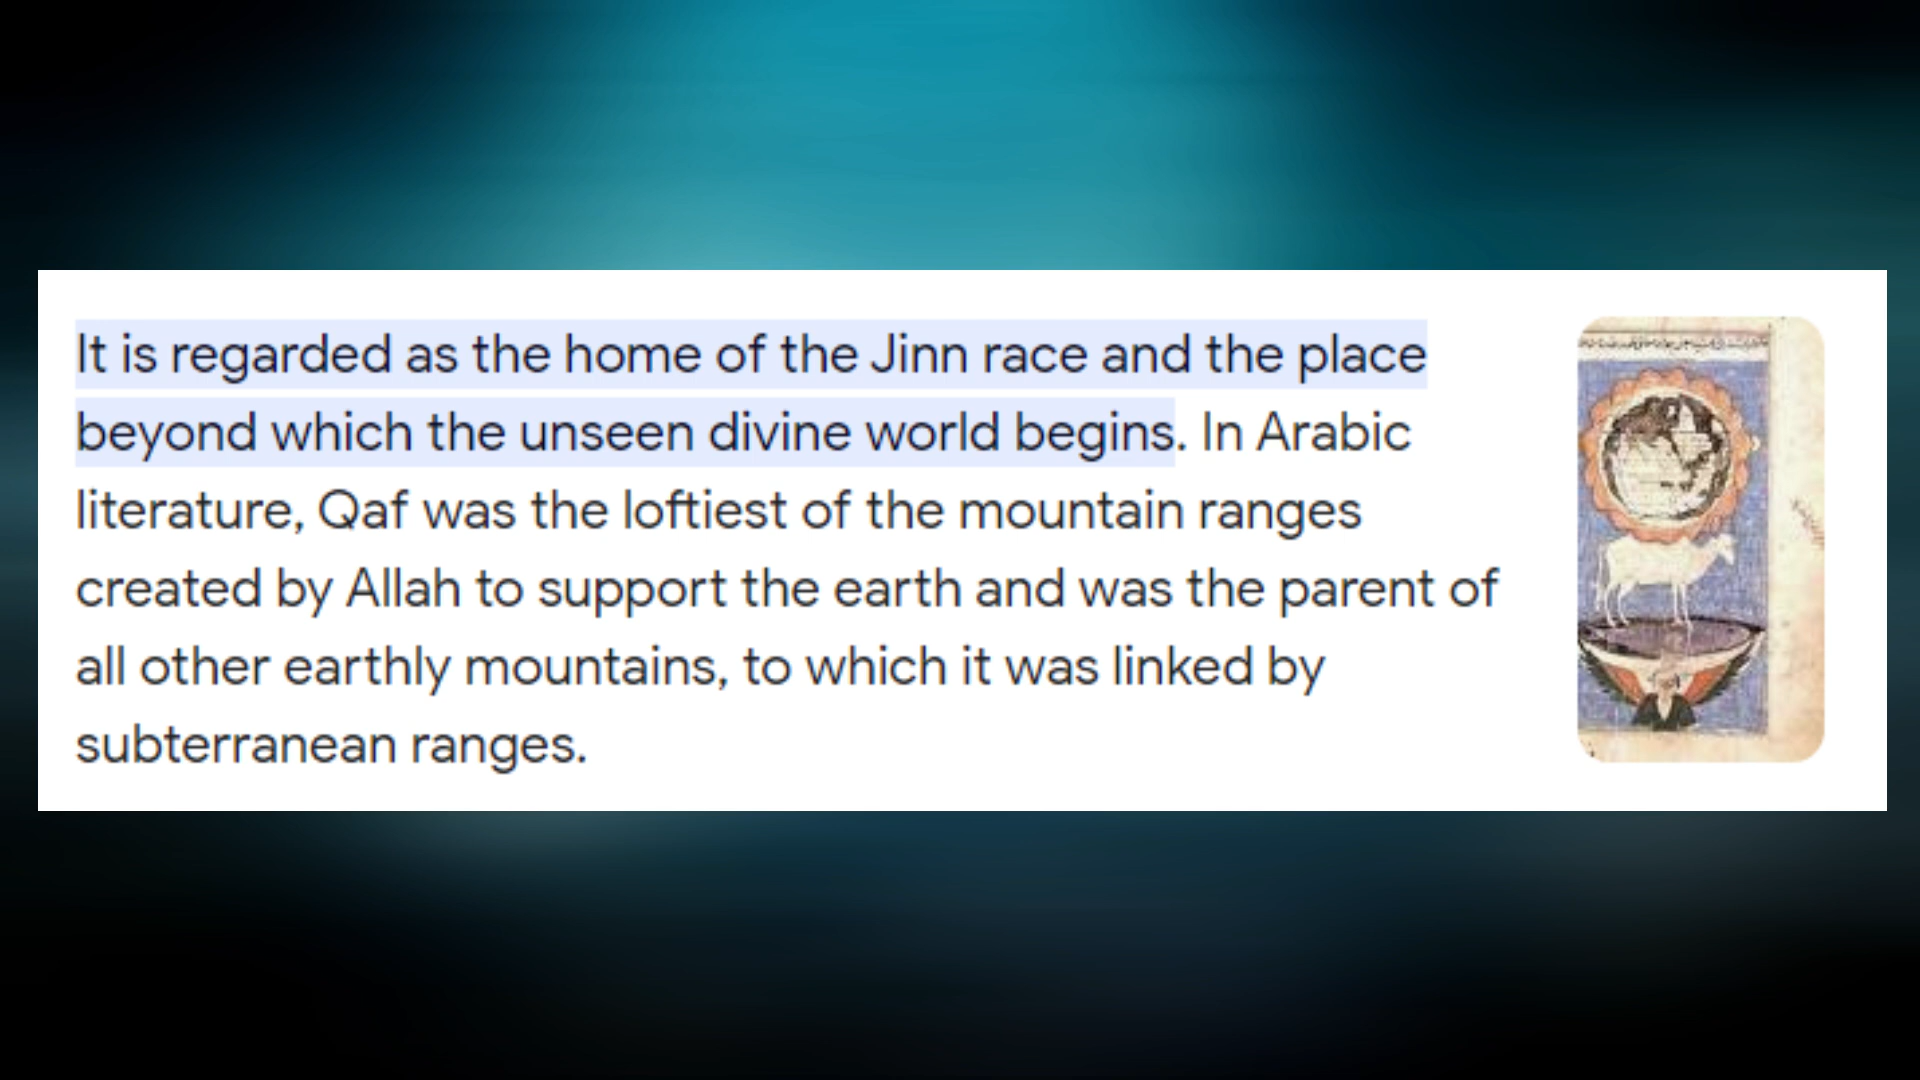 It is regarded as the home of the Jinn race and the place
beyond which the unseen divine world begins. In Arabic
literature, Qaf was the loftiest of the mountain ranges
created by Allah to support the earth and was the parent of
all other earthly mountains, to which it was linked by
subterranean ranges.